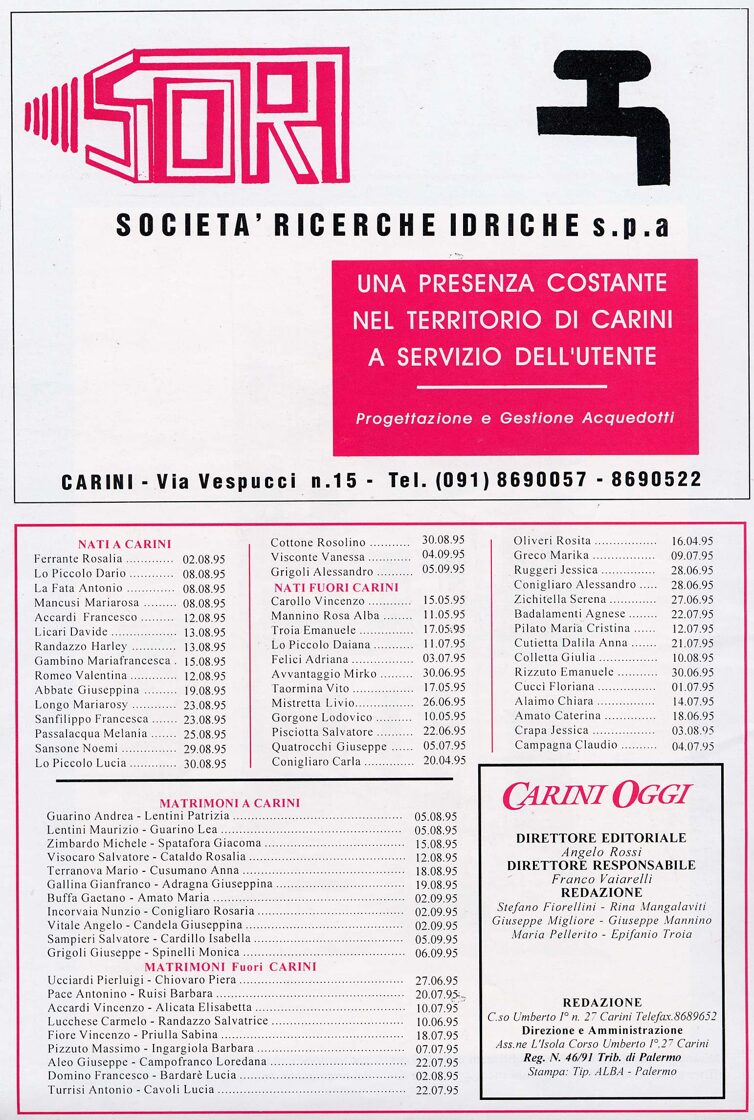 SORI
SOCIETA' RICERCHE IDRICHE s.p.a
UNA PRESENZA COSTANTE
NEL TERRITORIO DI CARINI
A SERVIZIO DELL'UTENTE
Progettazione e Gestione Acquedotti
CARINI - Via Vespucci n.15 - Tel. (091) 8690057 - 8690522
NATI A CARINI
Ferrante Rosalia ............. 02.08.95
Lo Piccolo Dario ............ 08.08.95
La Fata Antonio ............. 08.08.95
Mancusi Mariarosa ......... 08.08.95
Accardi Francesco .......... 12.08.95
Licari Davide .................. 13.08.95
Randazzo Harley ............. 13.08.95
Gambino Mariafrancesca . 15.08.95
Romeo Valentina ............. 12.08.95
Abbate Giuseppina .......... 19.08.95
Longo Mariarosy ............. 23.08.95
Sanfilippo Francesca ....... 23.08.95
Passalacqua Melania ....... 25.08.95
Sansone Noemi ............... 29.08.95
Lo Piccolo Lucia ............. 30.08.95
Cottone Rosolino ........... 30.08.95
Visconte Vanessa ........... 04.09.95
Grigoli Alessandro ......... 05.09.95
NATI FUORI CARINI
Carollo Vincenzo ............ 15.05.95
Mannino Rosa Alba ........ 11.05.95
Troia Emanuele .............. 17.05.95
Lo Piccolo Daiana .......... 11.07.95
Felici Adriana ................ 03.07.95
Avvantaggio Mirko ......... 30.06.95
Taormina Vito ................ 17.05.95
Mistretta Livio................ 26.06.95
Gorgone Lodovico .......... 10.05.95
Pisciotta Salvatore .......... 22.06.95
Quatrocchi Giuseppe ...... 05.07.95
Conigliaro Carla ............. 20.04.95
Oliveri Rosita ................. 16.04.95
Greco Marika .................. 09.07.95
Ruggeri Jessica ............... 28.06.95
Conigliaro Alessandro ..... 28.06.95
Zichitella Serena ............. 27.06.95
Badalamenti Agnese ........ 22.07.95
Pilato Maria Cristina ...... 12.07.95
Cutietta Dalila Anna ....... 21.07.95
Colletta Giulia ................ 10.08.95
Rizzuto Emanuele ........... 30.06.95
Cucci Floriana ................ 01.07.95
Alaimo Chiara ................ 14.07.95
Amato Caterina ............... 18.06.95
Crapa Jessica .................. 03.08.95
Campagna Claudio .......... 04.07.95
MATRIMONI A CARINI
Guarino Andrea - Lentini Patrizia ........................ 05.08.95
Lentini Maurizio - Guarino Lea ........................ 05.08.95
Zimbardo Michele - Spatafora Giacoma ........................ 15.08.95
Visocaro Salvatore - Cataldo Rosalia ........................ 12.08.95
Terranova Mario - Cusumano Anna ........................ 18.08.95
Gallina Gianfranco - Adragna Giuseppina ........................ 19.08.95
Buffa Gaetano - Amato Maria ........................ 02.09.95
Incorvaia Nunzio - Conigliaro Rosaria ........................ 02.09.95
Vitale Angelo - Candela Giuseppina ........................ 02.09.95
Sampieri Salvatore - Cardillo Isabella ........................ 05.09.95
Grigoli Giuseppe - Spinelli Monica ........................ 06.09.95
MATRIMONI Fuori CARINI
Ucciardi Pierluigi - Chiovaro Piera ........................ 27.06.95
Pace Antonino - Ruisi Barbara ........................ 20.07.95
Accardi Vincenzo - Alicata Elisabetta ........................ 10.07.95
Lucchese Carmelo - Randazzo Salvatrice ........................ 10.06.95
Fiore Vincenzo - Priulla Sabina ........................ 18.07.95
Pizzuto Massimo - Ingargiola Barbara ........................ 07.07.95
Aleo Giuseppe - Campofranco Loredana ........................ 22.07.95
Domino Francesco - Bardarè Lucia ........................ 02.08.95
Turrisi Antonio - Cavoli Lucia ........................ 22.07.95
CARINI OGGI
DIRETTORE EDITORIALE
Angelo Rossi
DIRETTORE RESPONSABILE
Franco Vaiarelli
REDAZIONE
Stefano Fiorellini - Rina Mangalaviti
Giuseppe Migliore - Giuseppe Mannino
Maria Pellerito - Epifanio Troia
REDAZIONE
C.so Umberto I° n. 27 Carini Telefax.8689652
Direzione e Amministrazione
Ass.ne L'Isola Corso Umberto I°,27 Carini
Reg. N. 46/91 Trib. di Palermo
Stampa: Tip. ALBA - Palermo